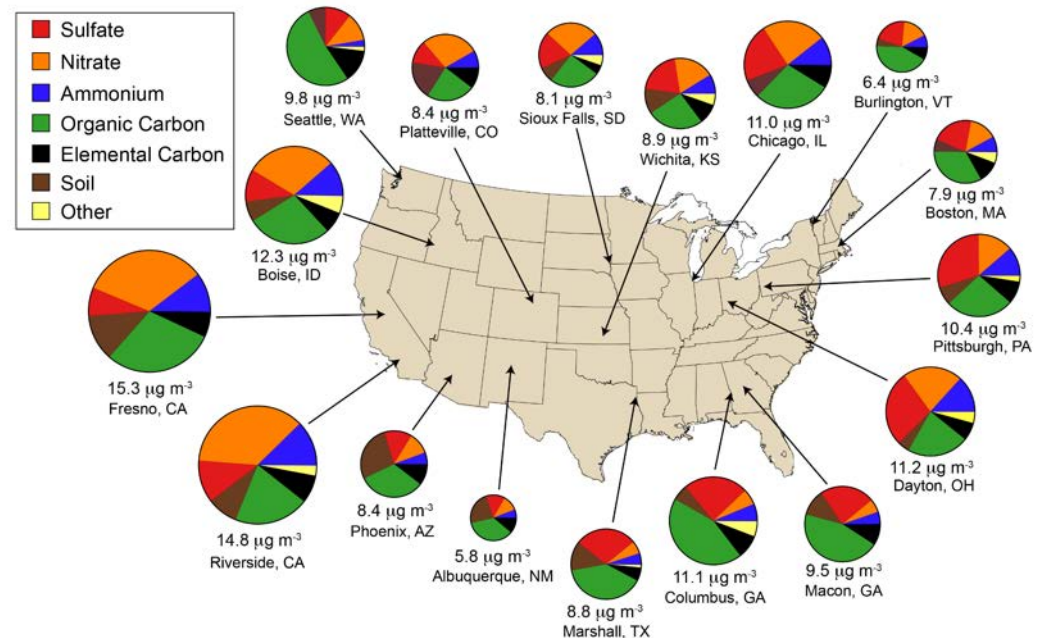 Sulfate
Nitrate
Ammonium
Organic Carbon
Elemental Carbon
Soil
Other
9.8 μg m⁻³
Seattle, WA
8.4 μg m⁻³
Platteville, CO
8.1 μg m⁻³
Sioux Falls, SD
8.9 μg m⁻³
Wichita, KS
11.0 μg m⁻³
Chicago, IL
6.4 μg m⁻³
Burlington, VT
7.9 μg m⁻³
Boston, MA
12.3 μg m⁻³
Boise, ID
10.4 μg m⁻³
Pittsburgh, PA
15.3 μg m⁻³
Fresno, CA
11.2 μg m⁻³
Dayton, OH
14.8 μg m⁻³
Riverside, CA
8.4 μg m⁻³
Phoenix, AZ
5.8 μg m⁻³
Albuquerque, NM
8.8 μg m⁻³
Marshall, TX
11.1 μg m⁻³
Columbus, GA
9.5 μg m⁻³
Macon, GA